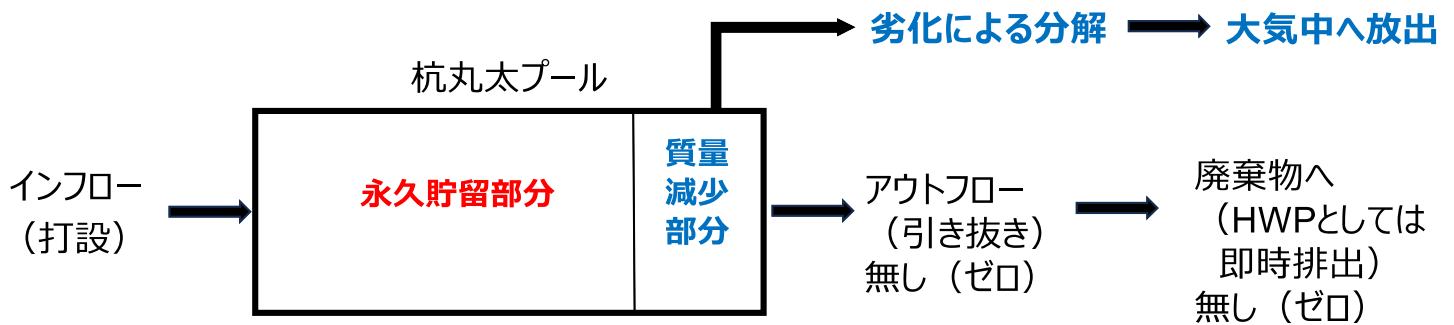 劣化による分解
大気中へ放出
杭丸太プール
インフロー
（打設）
永久貯留部分
質量
減少
部分
アウトフロー
（引き抜き）
無し（ゼロ）
廃棄物へ
（HWPとしては
即時排出）
無し（ゼロ）